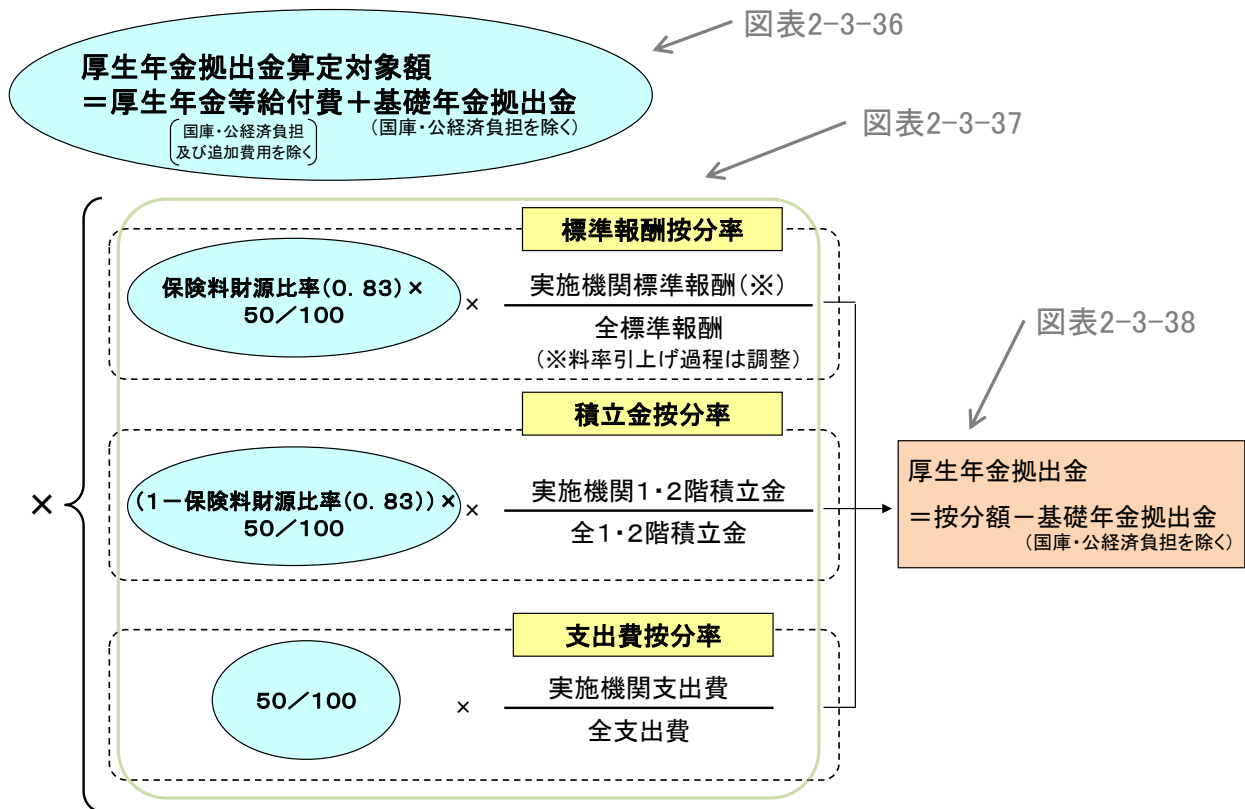 図表2-3-36
厚生年金拠出金算定対象額
＝厚生年金等給付費＋基礎年金拠出金
国庫・公経済負担
及び追加費用を除く
（国庫・公経済負担を除く）
図表2-3-37
標準報酬按分率
保険料財源比率（０．８３）×
５０／１００
×
実施機関標準報酬（※）
全標準報酬
（※料率引上げ過程は調整）
図表2-3-38
積立金按分率
×
（１－保険料財源比率（０．８３））×
５０／１００
×
実施機関１・２階積立金
全１・２階積立金
厚生年金拠出金
＝按分額－基礎年金拠出金
（国庫・公経済負担を除く）
支出費按分率
５０／１００
×
実施機関支出費
全支出費